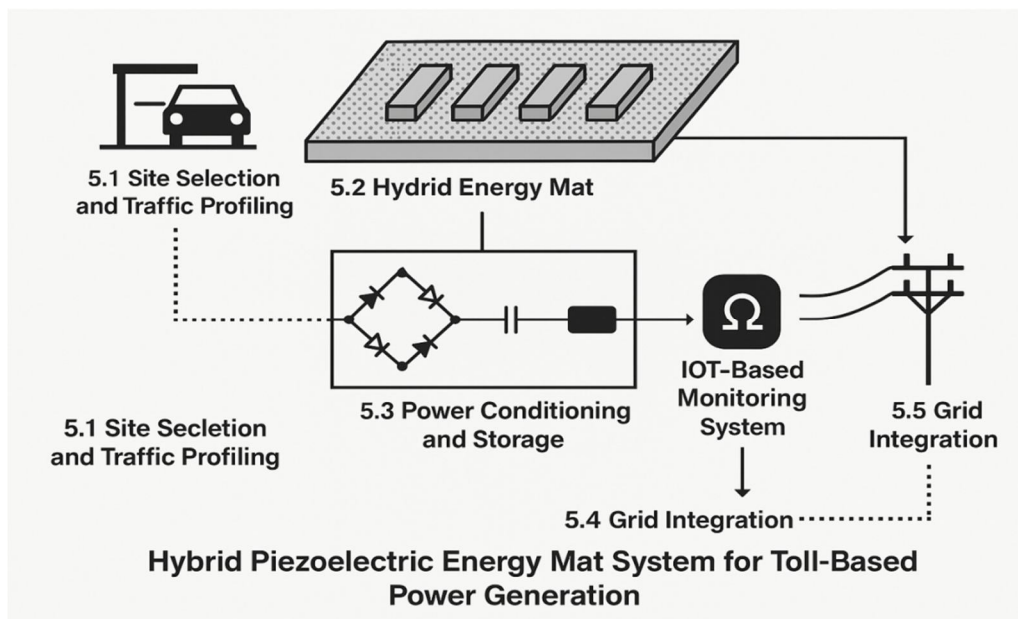 5.1 Site Selection
and Traffic Profiling
5.2 Hydrid Energy Mat
5.3 Power Conditioning
and Storage
Ω
IOT-Based
Monitoring
System
5.5 Grid
Integration
5.1 Site Secletion
and Traffic Profiling
5.4 Grid Integration
Hybrid Piezoelectric Energy Mat System for Toll-Based
Power Generation